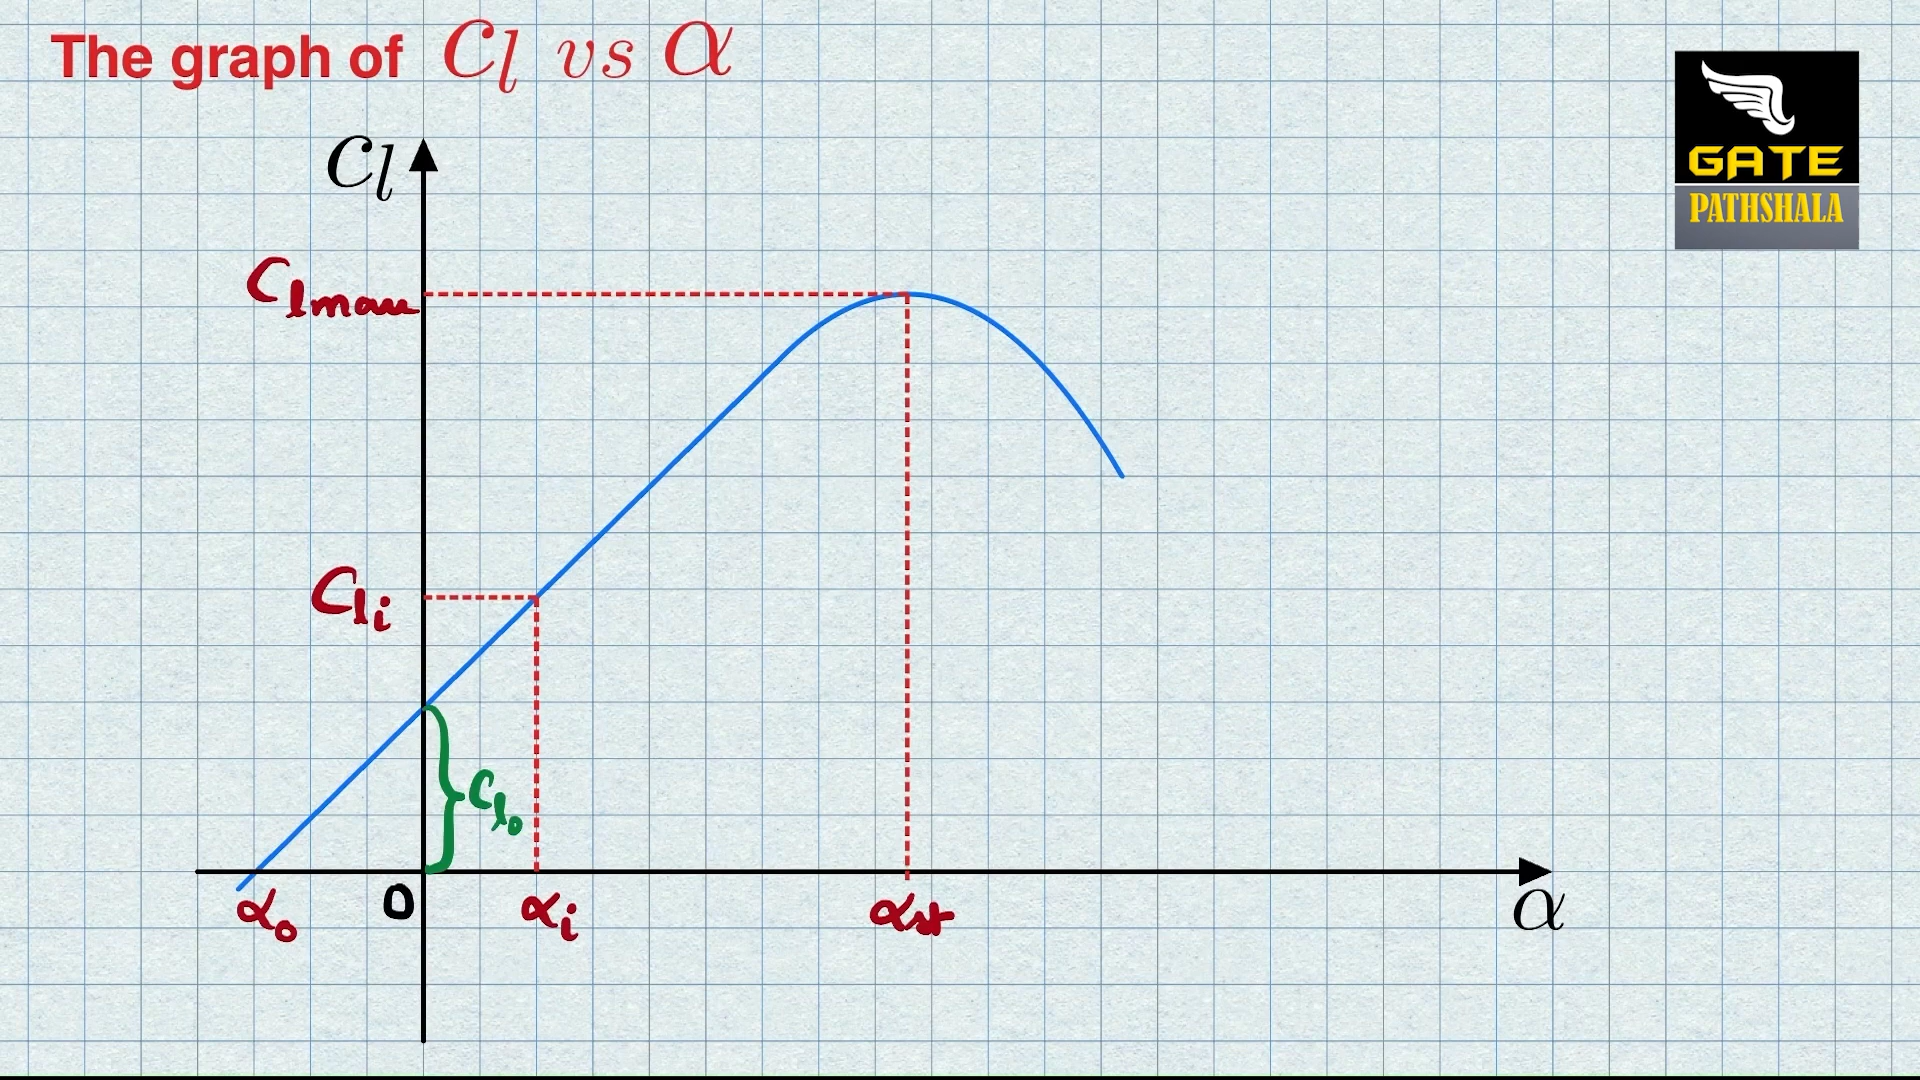 The graph of Cl vs α
GATE
PATHSHALA
Cl
Clmax
Cli
Cl0
α0
0
αi
αst
α